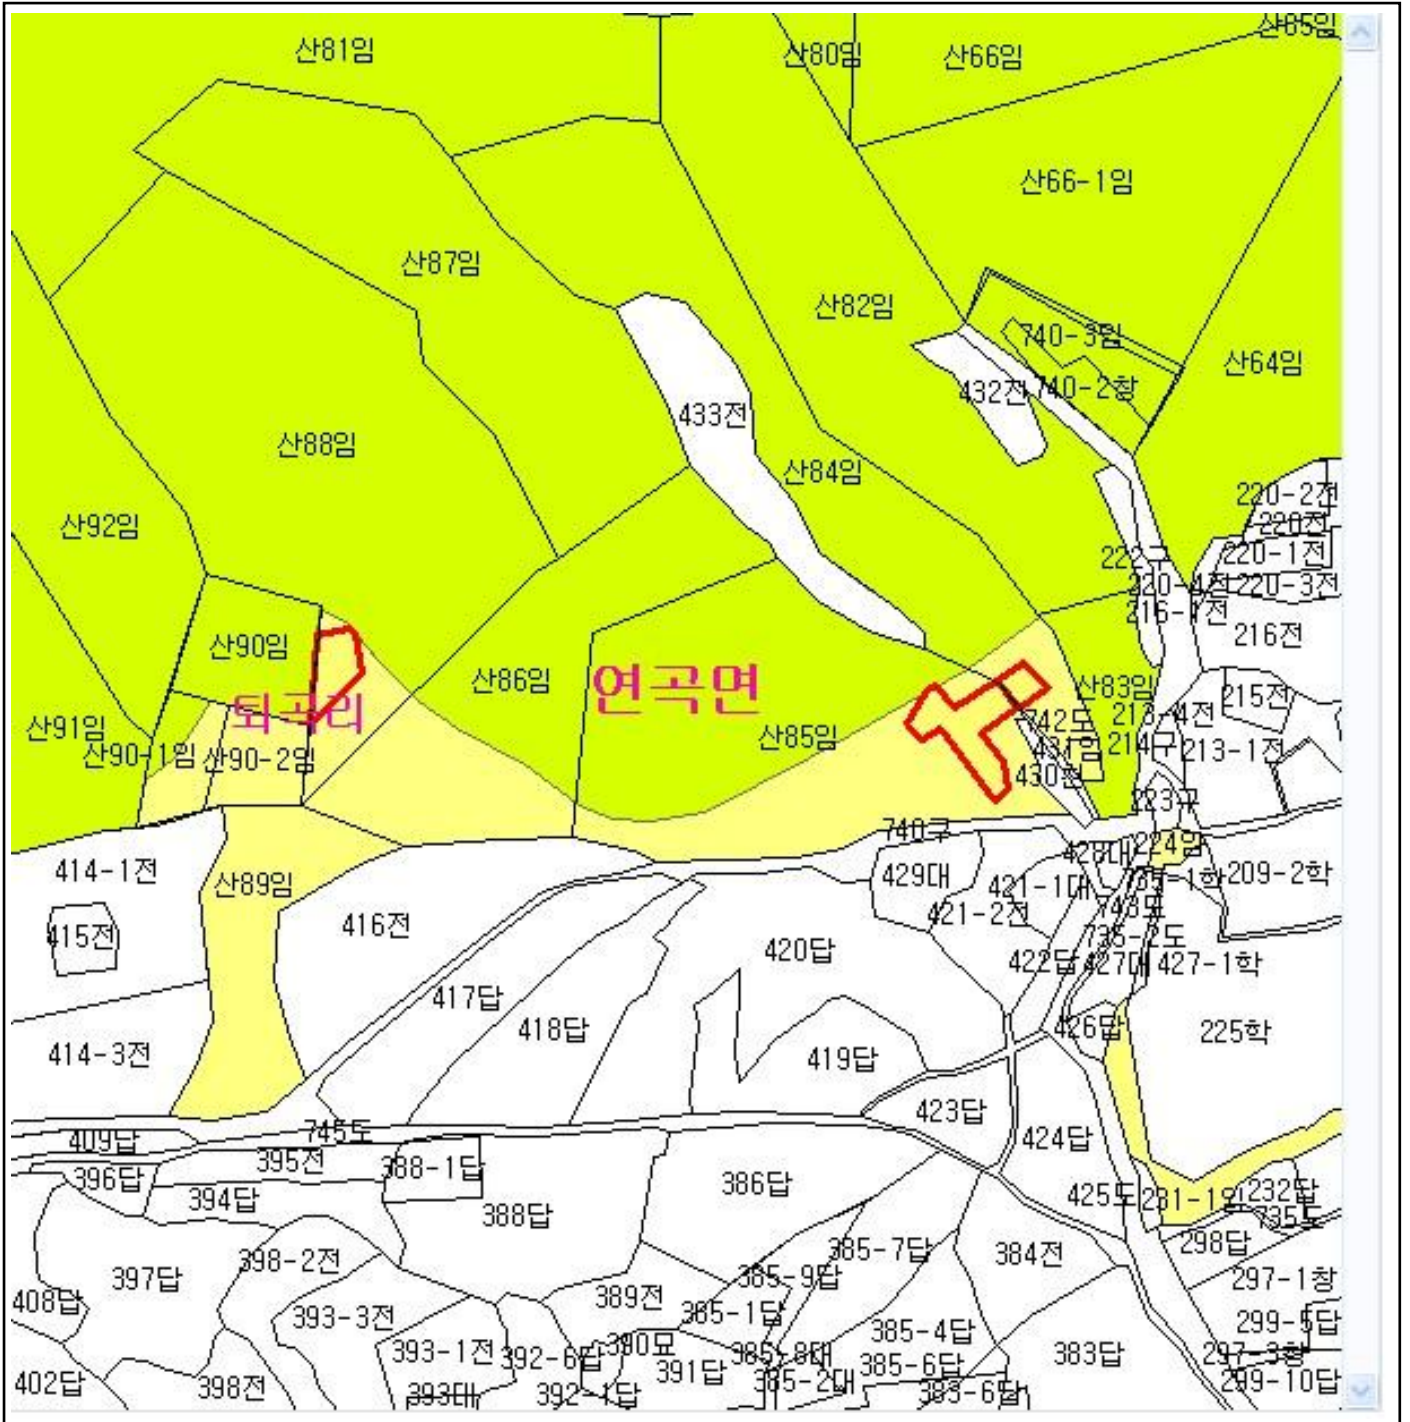 산81임
산80임
산66임
산85임
산66-1임
산87임
산82임
740-3임
740-2창
산64임
432전
433전
산88임
산84임
산92임
220-2전
220전
220-1전
222구
220-4전
220-3전
216-1전
216전
산90임
산86임
연곡면
산83임
215전
퇴곡리
742도
213-4전
산91임
산85임
431임
214구
213-1전
산90-1임
산90-2임
430전
223구
740구
428대
224임
414-1전
산89임
429대
421-1대
735-1학
209-2학
421-2전
743도
415전
416전
735-2도
420답
422답
427대
427-1학
417답
418답
426답
225학
414-3전
419답
423답
424답
409답
745도
395전
388-1답
396답
386답
394답
388답
425도
231-1임
232답
735도
398-2전
385-7답
384전
298답
397답
385-9답
297-1창
408답
389전
385-1답
393-3전
385-4답
299-5답
390묘
393-1전
392-6답
391답
385-8대
385-6답
383답
297-3창
402답
398전
393대
392-1답
385-2대
383-6답
299-10답